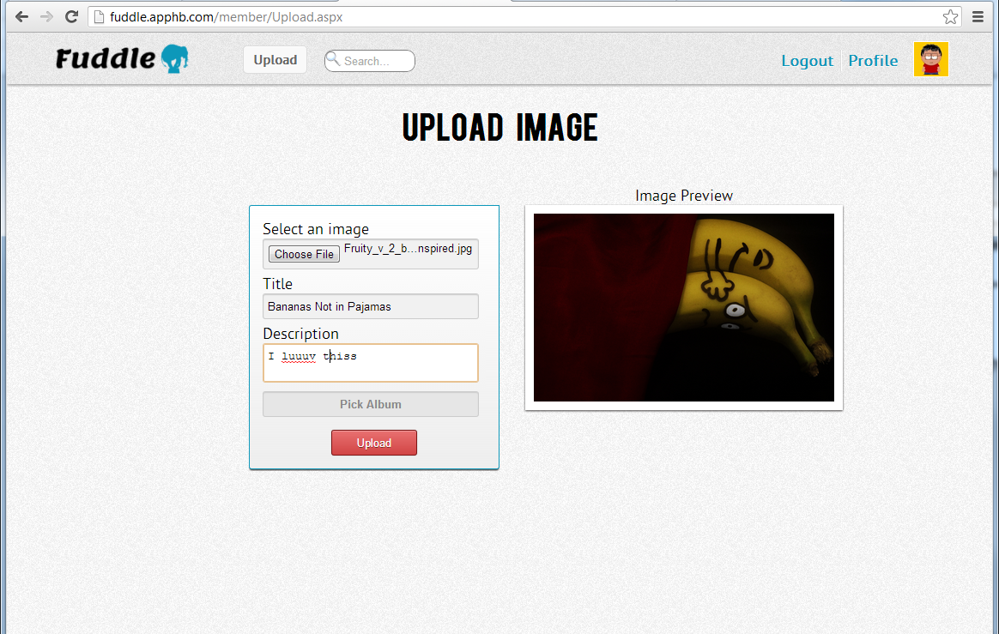 fuddle.apphb.com/member/Upload.aspx
Fuddle
Upload
Search...
Logout
Profile
UPLOAD IMAGE
Image Preview
Select an image
Choose File Fruity_v_2_b...nspired.jpg
Title
Bananas Not in Pajamas
Description
I luuuv thiss
Pick Album
Upload